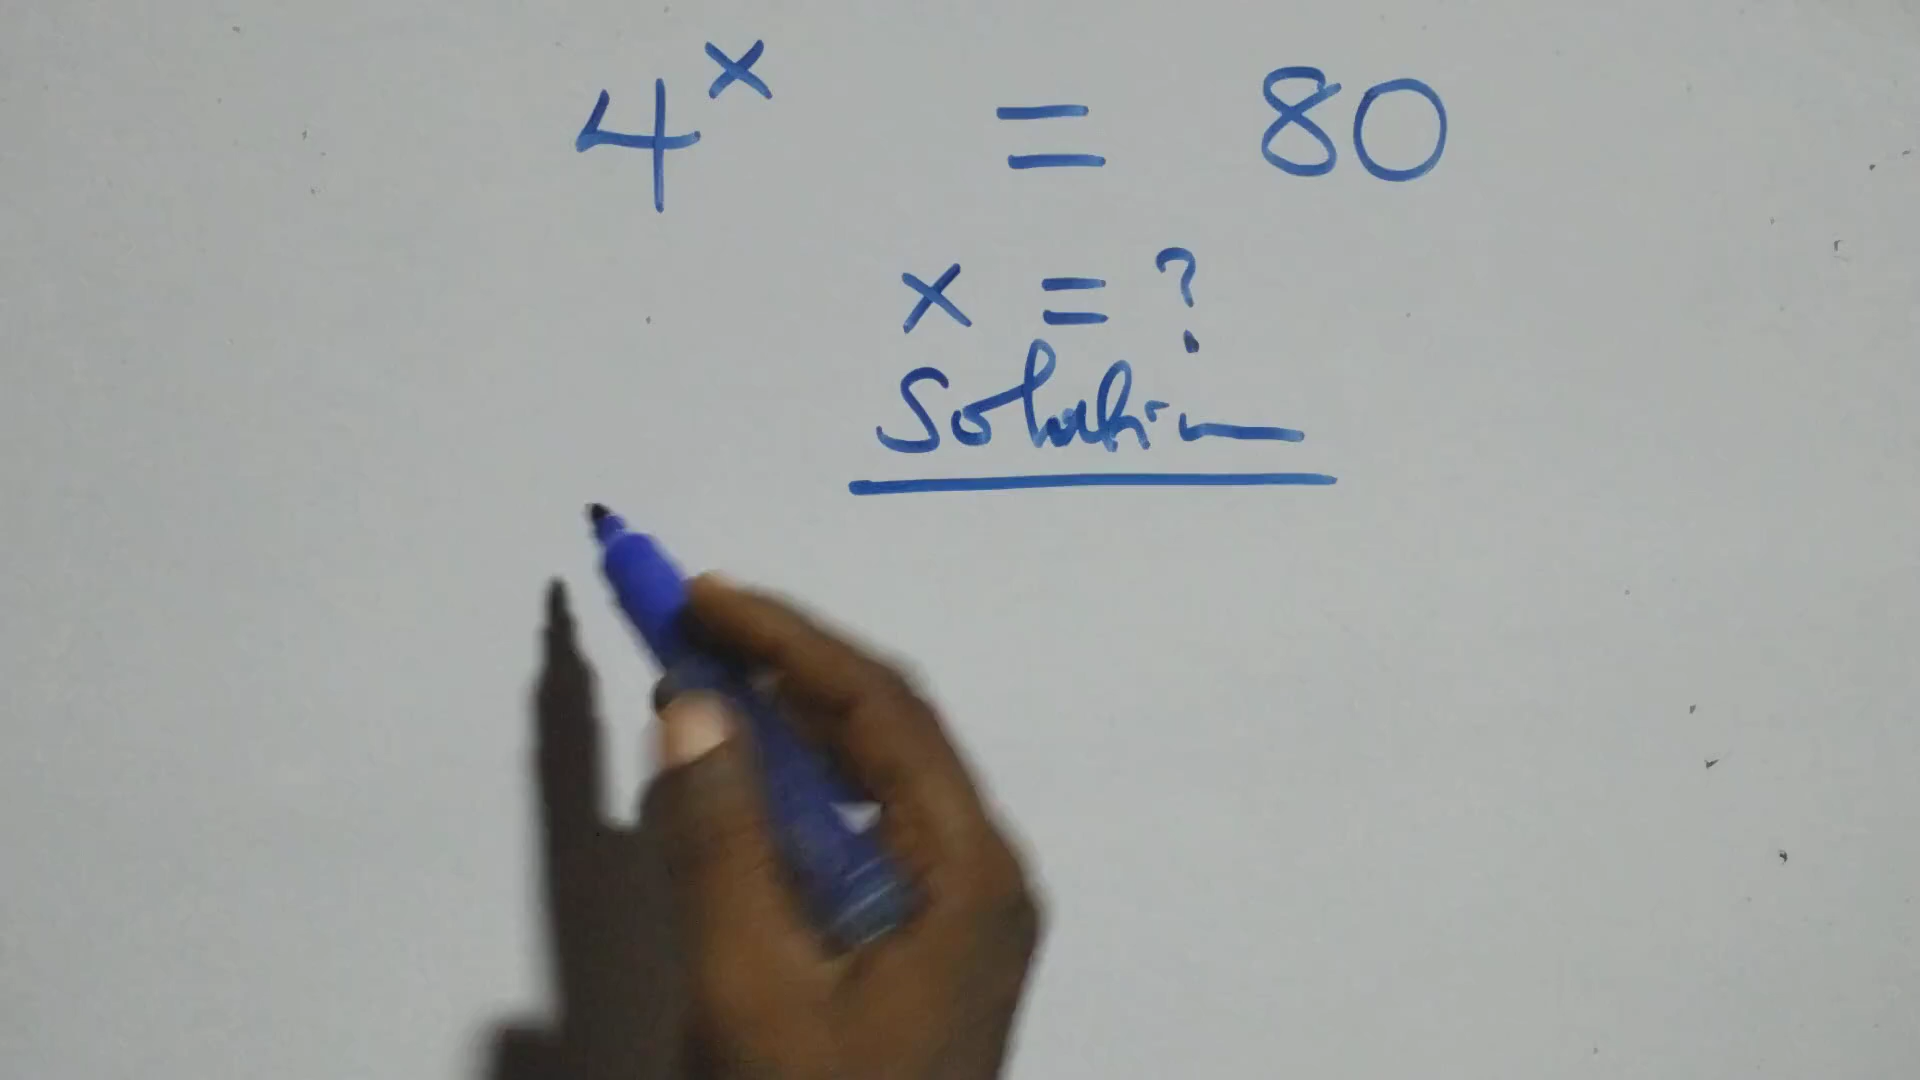 4^x = 80
x = ?
Solution